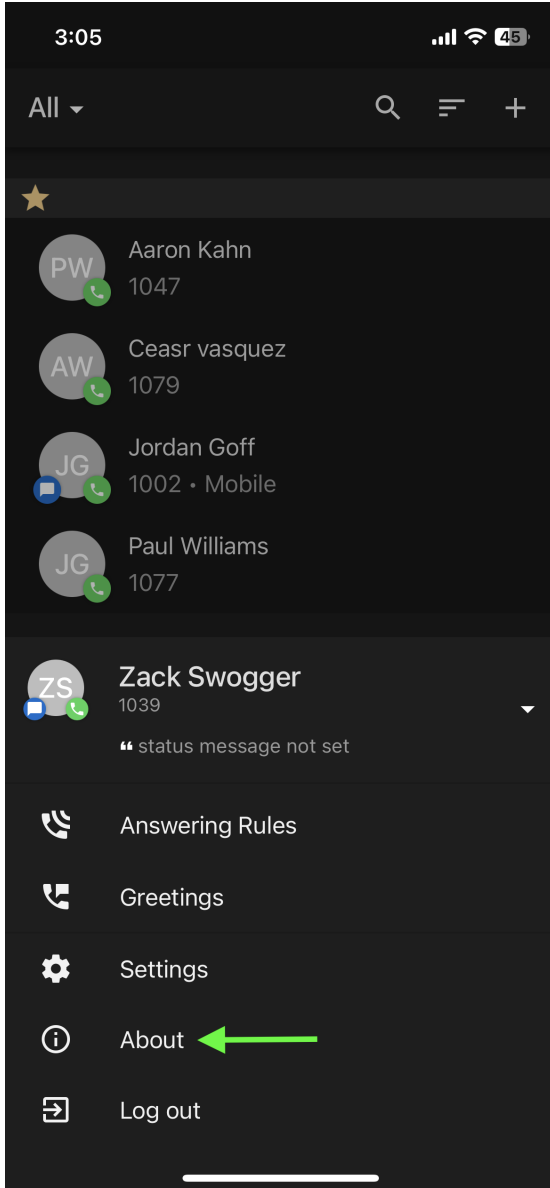 3:05
45
All
PW
Aaron Kahn
1047
AW
Ceasr vasquez
1079
JG
Jordan Goff
1002 • Mobile
JG
Paul Williams
1077
ZS
Zack Swogger
1039
❝ status message not set
Answering Rules
Greetings
Settings
About
Log out